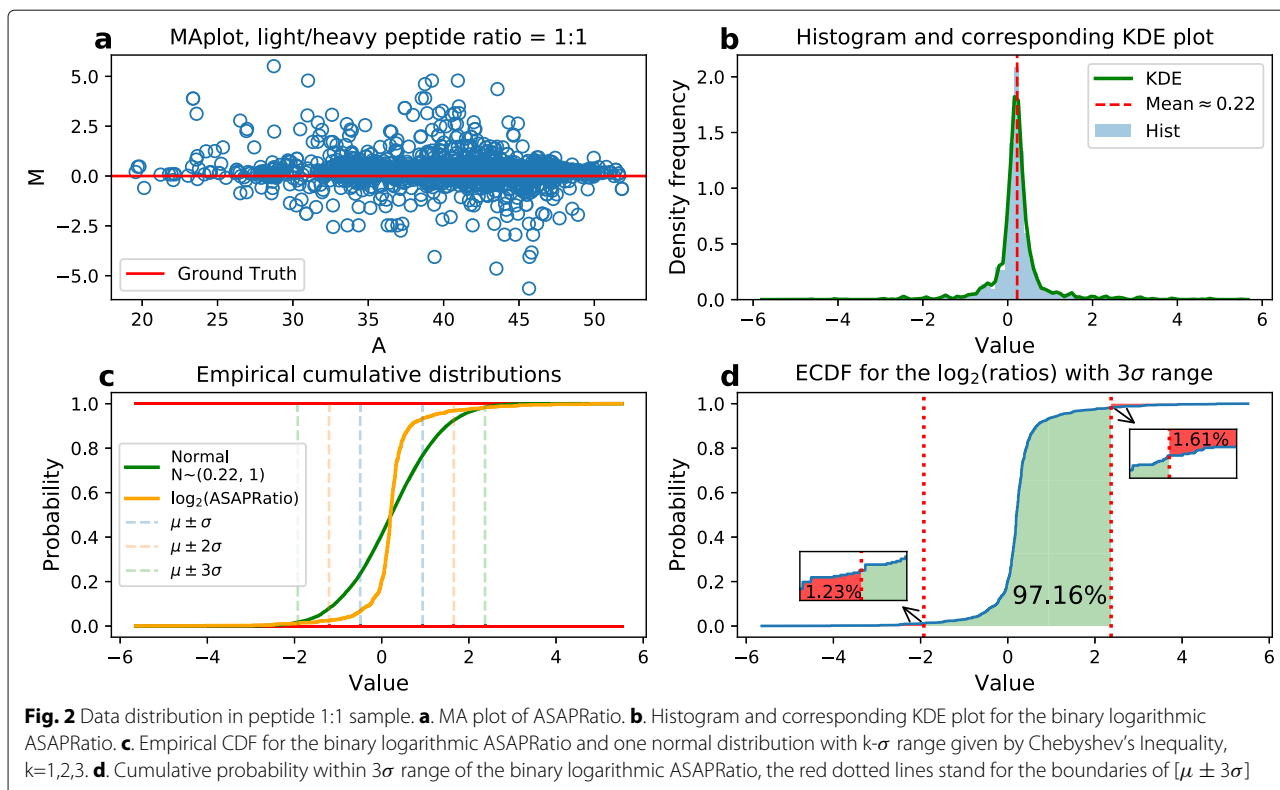 a
MAplot, light/heavy peptide ratio = 1:1
M
5.0
2.5
0.0
−2.5
−5.0
Ground Truth
20 25 30 35 40 45 50
A
b
Histogram and corresponding KDE plot
Density frequency
2.0
1.5
1.0
0.5
0.0
KDE
Mean ≈ 0.22
Hist
−6 −4 −2 0 2 4 6
Value
c
Empirical cumulative distributions
Probability
1.0
0.8
0.6
0.4
0.2
0.0
Normal
N~(0.22, 1)
log₂(ASAPRatio)
μ ± σ
μ ± 2σ
μ ± 3σ
−6 −4 −2 0 2 4 6
Value
d
ECDF for the log₂(ratios) with 3σ range
Probability
1.0
0.8
0.6
0.4
0.2
0.0
1.61%
1.23%
97.16%
−6 −4 −2 0 2 4 6
Value
Fig. 2 Data distribution in peptide 1:1 sample. a. MA plot of ASAPRatio. b. Histogram and corresponding KDE plot for the binary logarithmic
ASAPRatio. c. Empirical CDF for the binary logarithmic ASAPRatio and one normal distribution with k-σ range given by Chebyshev's Inequality,
k=1,2,3. d. Cumulative probability within 3σ range of the binary logarithmic ASAPRatio, the red dotted lines stand for the boundaries of [μ ± 3σ]